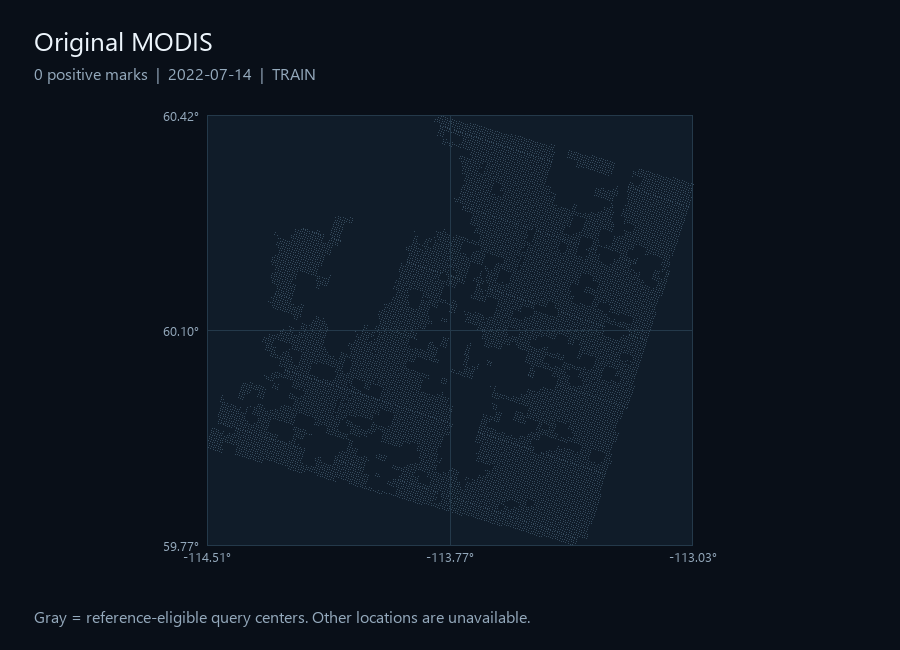 Original MODIS
0 positive marks | 2022-07-14 | TRAIN
60.42°
60.10°
59.77°
-114.51° -113.77° -113.03°
Gray = reference-eligible query centers. Other locations are unavailable.